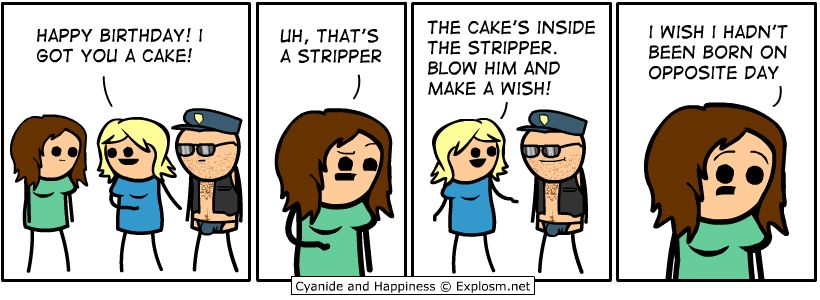 HAPPY BIRTHDAY! I
GOT YOU A CAKE!
UH, THAT'S
A STRIPPER
THE CAKE'S INSIDE
THE STRIPPER.
BLOW HIM AND
MAKE A WISH!
I WISH I HADN'T
BEEN BORN ON
OPPOSITE DAY
Cyanide and Happiness © Explosm.net